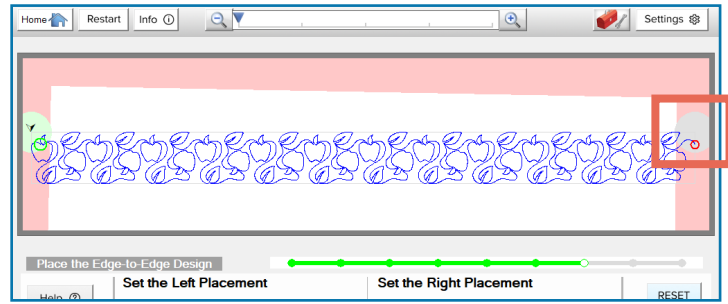 Home Restart Info Settings
Place the Edge-to-Edge Design
Set the Left Placement Set the Right Placement
Help RESET